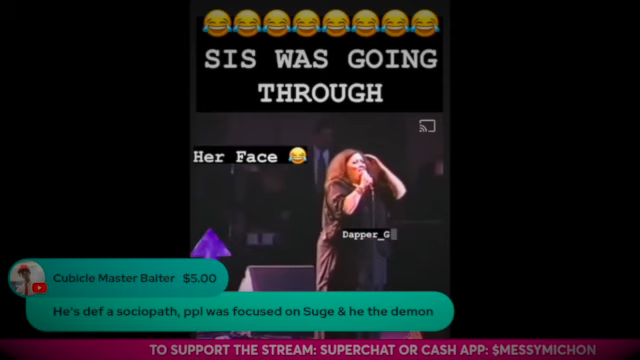 SIS WAS GOING
THROUGH
Her Face
Dapper_G
Cubicle Master Baiter $5.00
He's def a sociopath, ppl was focused on Suge & he the demon
TO SUPPORT THE STREAM: SUPERCHAT OR CASH APP: $MESSYMICHON